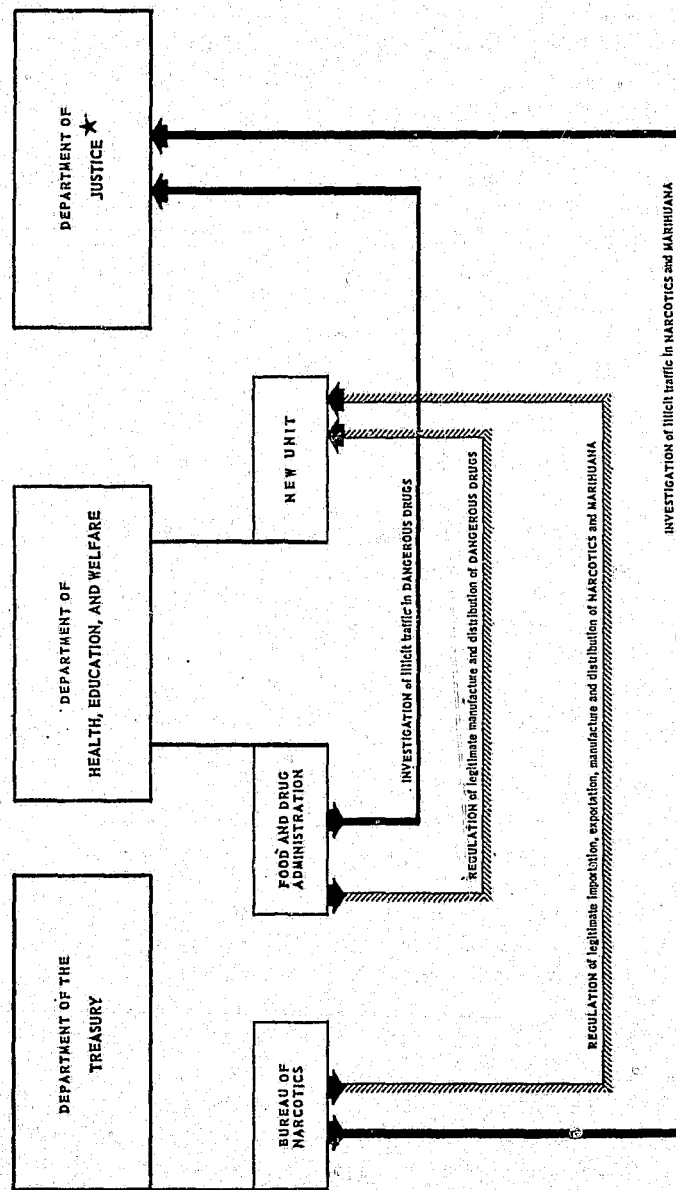 DEPARTMENT OF THE
TREASURY
DEPARTMENT OF
HEALTH, EDUCATION, AND WELFARE
DEPARTMENT OF
JUSTICE ★
BUREAU OF
NARCOTICS
FOOD AND DRUG
ADMINISTRATION
NEW UNIT
INVESTIGATION of illicit traffic in DANGEROUS DRUGS
REGULATION of legitimate manufacture and distribution of DANGEROUS DRUGS
REGULATION of legitimate importation, exportation, manufacture and distribution of NARCOTICS and MARIHUANA
INVESTIGATION of illicit traffic in NARCOTICS and MARIHUANA